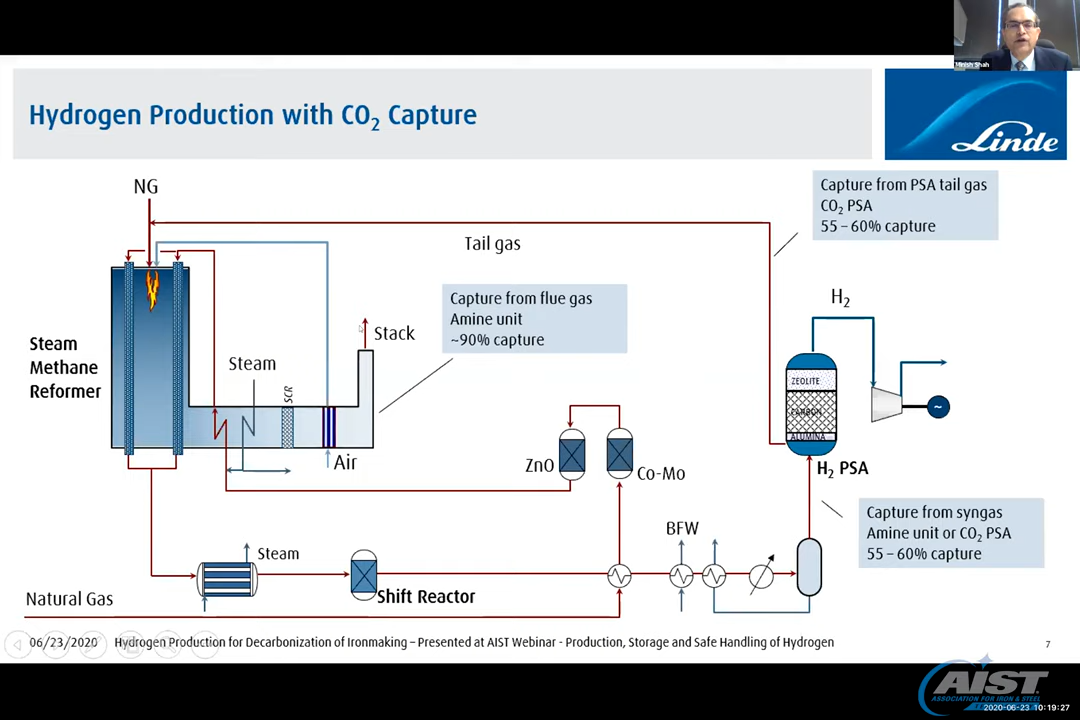 Minish Shah
Hydrogen Production with CO₂ Capture
Linde
NG
Capture from PSA tail gas
CO₂ PSA
55 – 60% capture
Tail gas
H₂
Capture from flue gas
Amine unit
~90% capture
Stack
Steam
Methane
Reformer
Steam
SCR
Air
ZEOLITE
CARBON
ALUMINA
ZnO
Co-Mo
H₂ PSA
Capture from syngas
Amine unit or CO₂ PSA
55 – 60% capture
BFW
Steam
Shift Reactor
Natural Gas
06/23/2020 Hydrogen Production for Decarbonization of Ironmaking – Presented at AIST Webinar - Production, Storage and Safe Handling of Hydrogen 7
AIST
ASSOCIATION FOR IRON & STEEL
2020-06-23 10:19:27